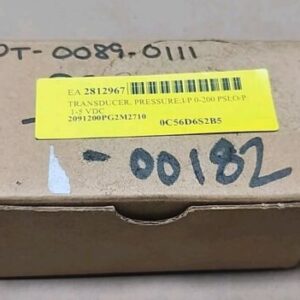 PT-0089-0111
EA 2812967
TRANSDUCER, PRESSURE:I/P 0-200 PSI,O/P
1-5 VDC
2091200PG2M2710 0C56D6S2B5
-00182